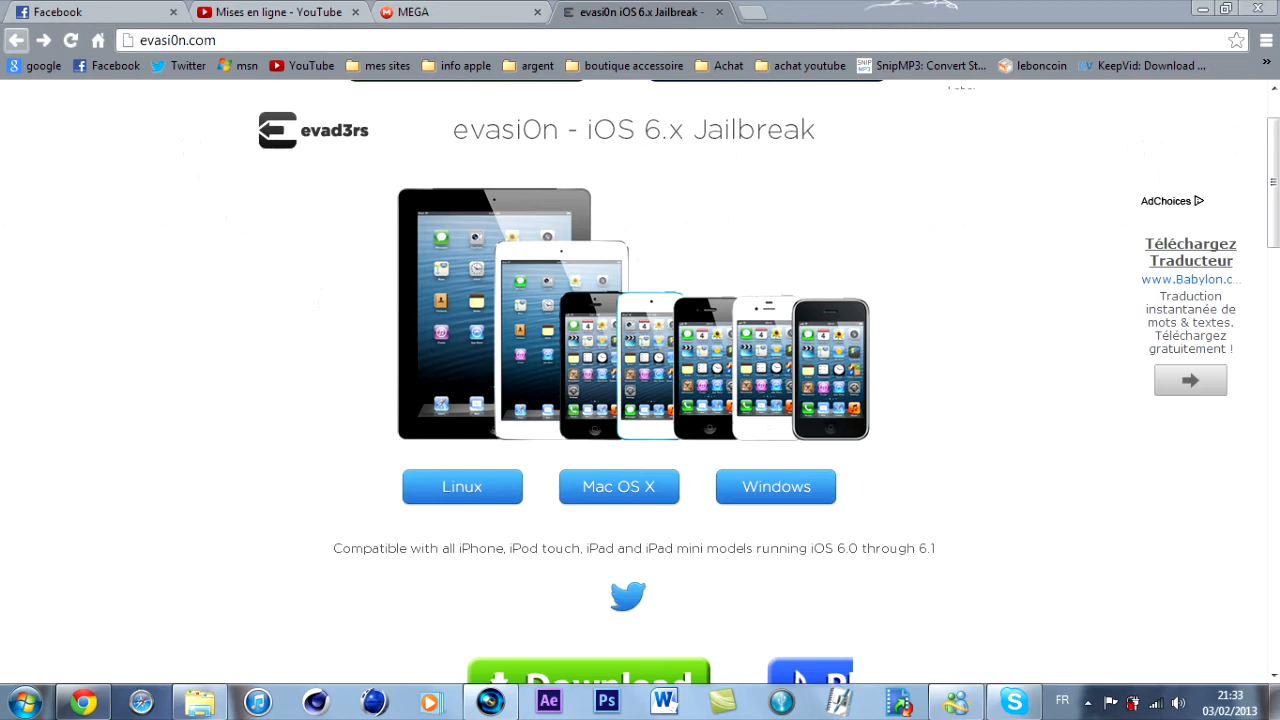 Facebook
Mises en ligne - YouTube
MEGA
evasi0n iOS 6.x Jailbreak -
evasi0n.com
google
Facebook
Twitter
msn
YouTube
mes sites
info apple
argent
boutique accessoire
Achat
achat youtube
SnipMP3: Convert St...
leboncoin
KeepVid: Download ...
evad3rs
evasi0n - iOS 6.x Jailbreak
AdChoices
Téléchargez
Traducteur
www.Babylon.c...
Traduction
instantanée de
mots & textes.
Téléchargez
gratuitement !
Linux
Mac OS X
Windows
Compatible with all iPhone, iPod touch, iPad and iPad mini models running iOS 6.0 through 6.1
Download
Ae
Ps
W
FR
21:33
03/02/2013